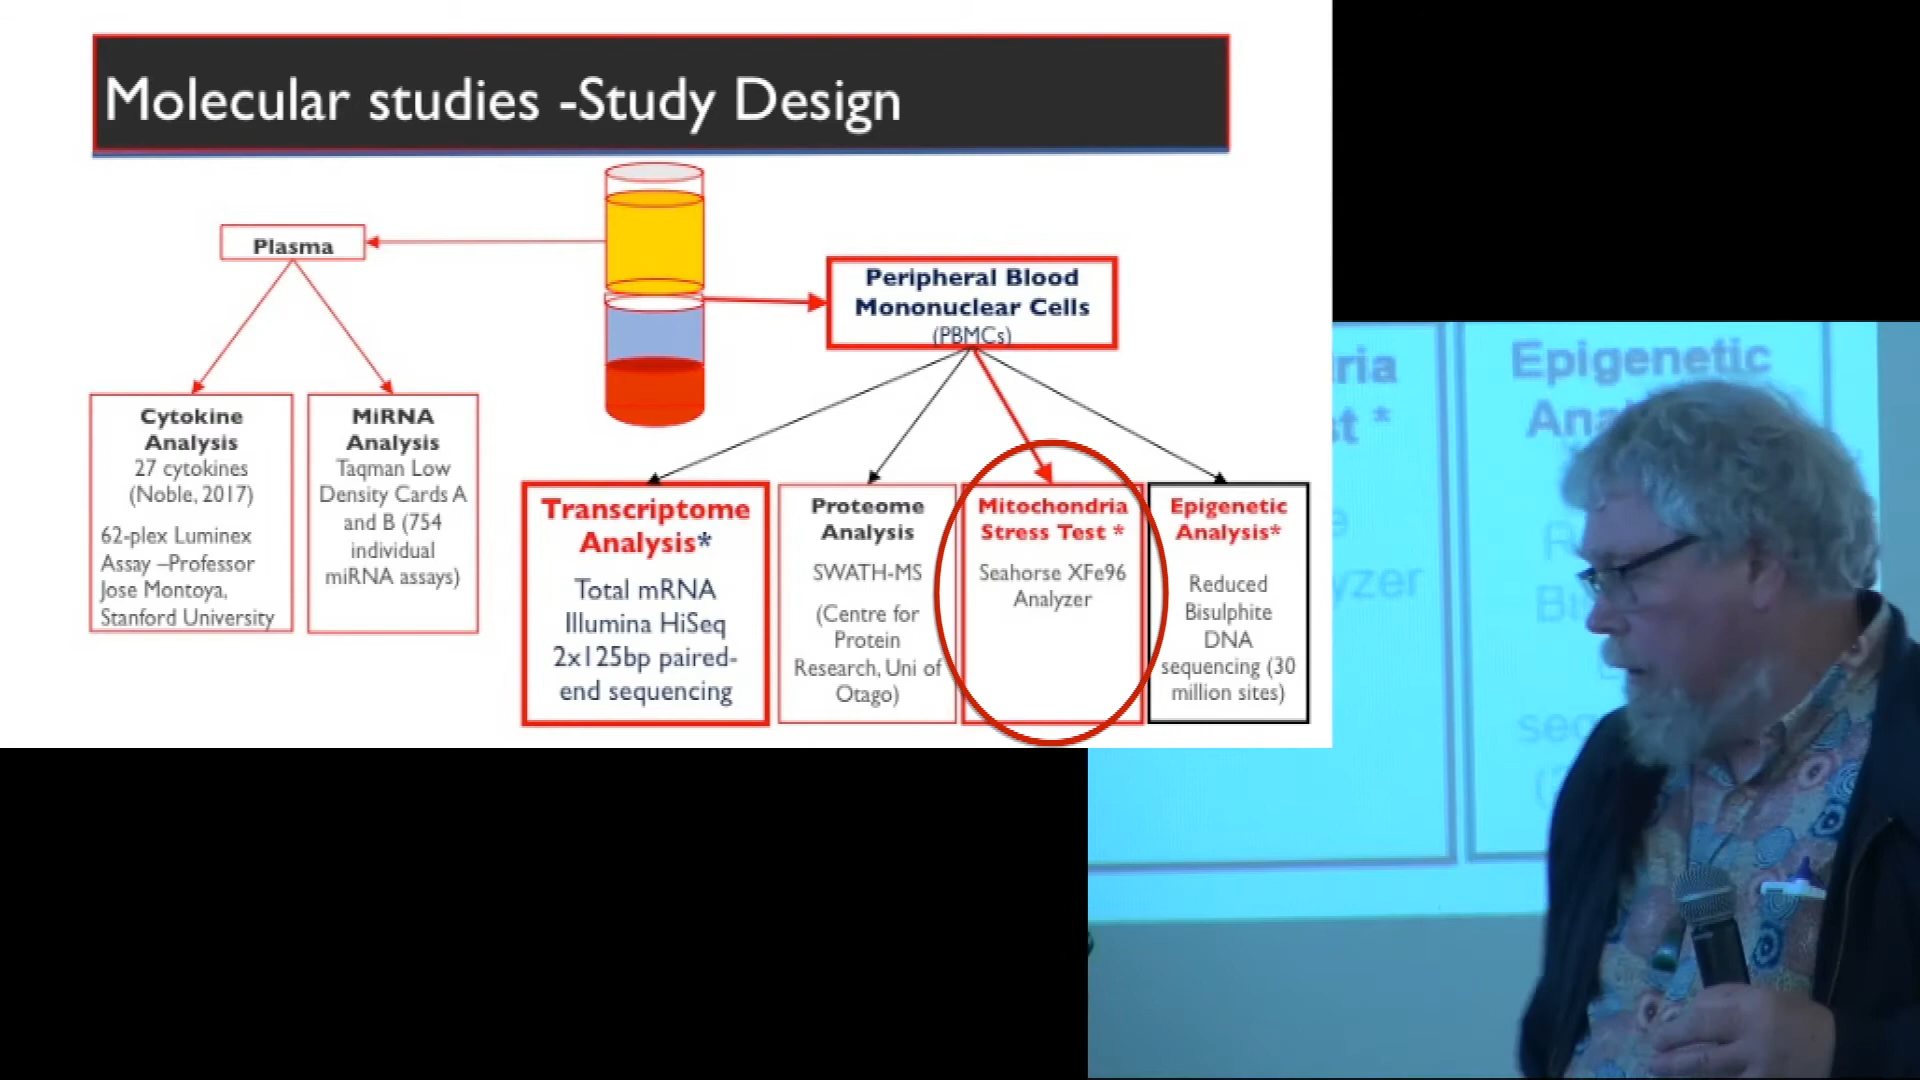 Molecular studies -Study Design
Plasma
Peripheral Blood
Mononuclear Cells
(PBMCs)
Cytokine
Analysis
27 cytokines
(Noble, 2017)
62-plex Luminex
Assay –Professor
Jose Montoya,
Stanford University
MiRNA
Analysis
Taqman Low
Density Cards A
and B (754
individual
miRNA assays)
Transcriptome
Analysis*
Total mRNA
Illumina HiSeq
2x125bp paired-
end sequencing
Proteome
Analysis
SWATH-MS
(Centre for
Protein
Research, Uni of
Otago)
Mitochondria
Stress Test *
Seahorse XFe96
Analyzer
Epigenetic
Analysis*
Reduced
Bisulphite
DNA
sequencing (30
million sites)
Epigenetic